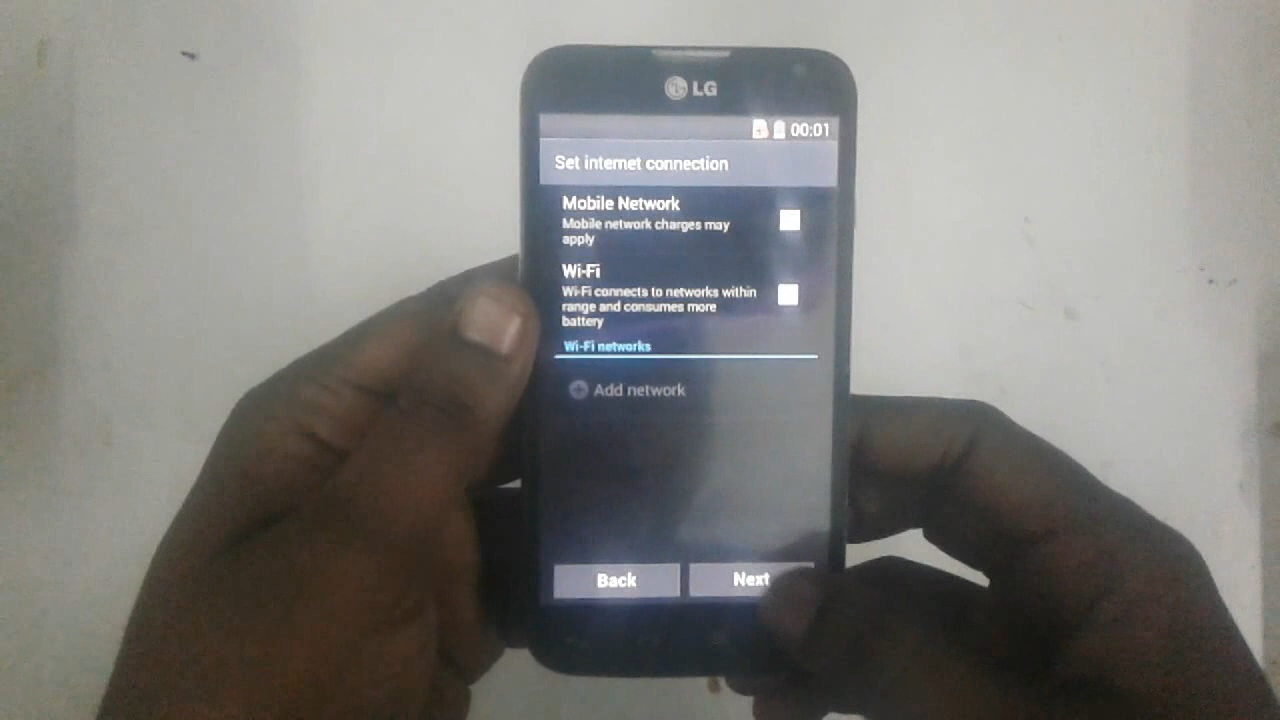 LG
00:01
Set internet connection
Mobile Network
Mobile network charges may
apply
Wi-Fi
Wi-Fi connects to networks within
range and consumes more
battery
Wi-Fi networks
Add network
Back
Next